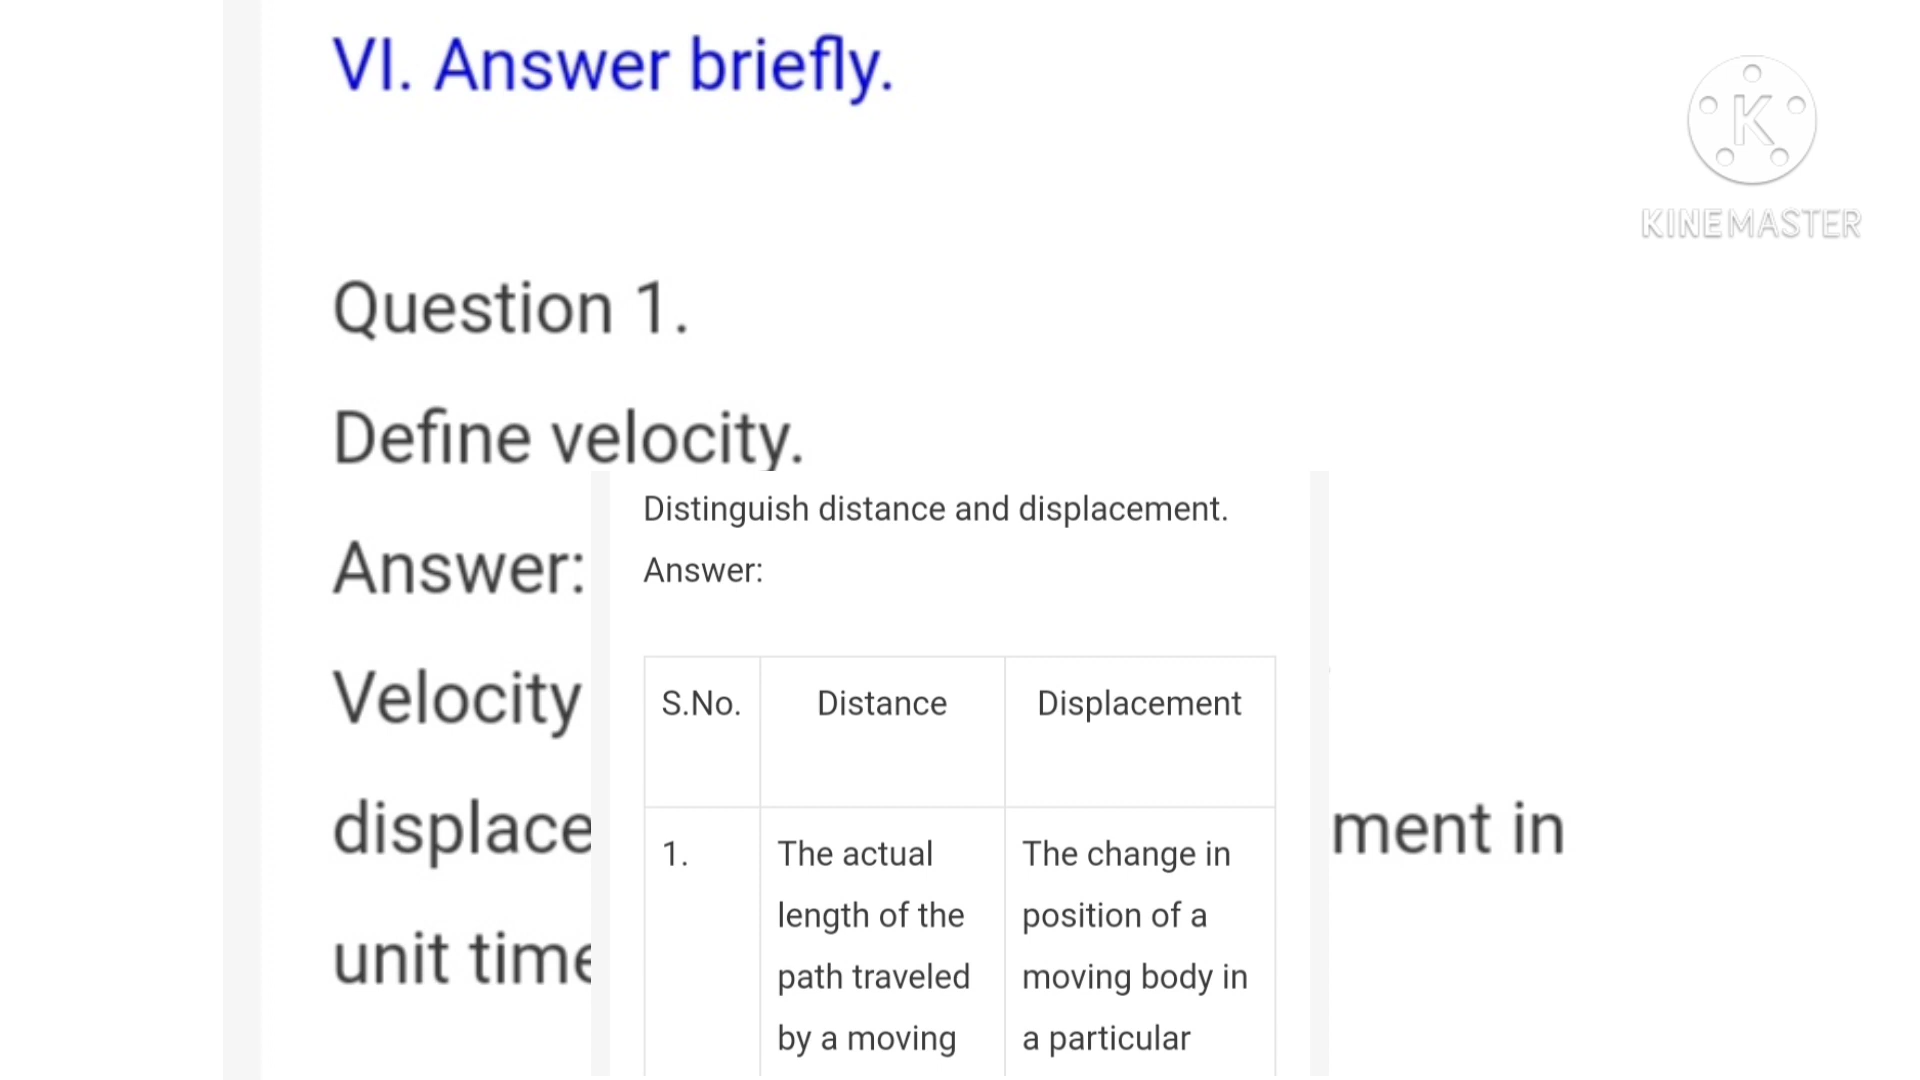 VI. Answer briefly.
K
KINEMASTER
Question 1.
Define velocity.
Answer:
Velocity
displace
ment in
unit time
Distinguish distance and displacement.
Answer:
S.No. Distance Displacement
1. The actual The change in
length of the position of a
path traveled moving body in
by a moving a particular